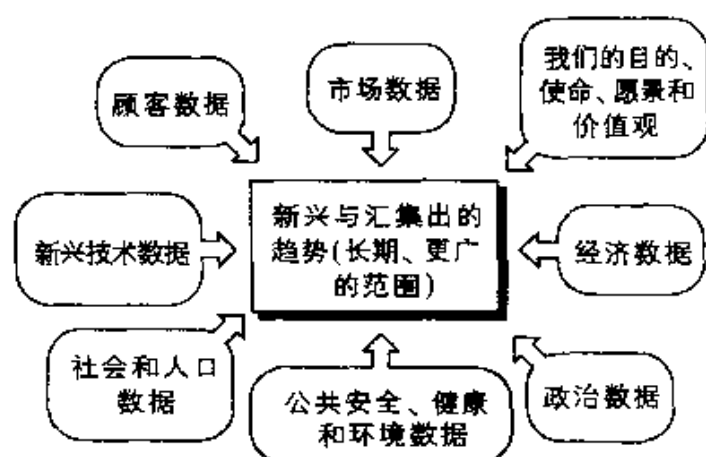 顾客数据
市场数据
我们的目的、
使命、愿景和
价值观
新兴技术数据
新兴与汇集出的
趋势(长期、更广
的范围)
经济数据
社会和人口
数据
公共安全、健康
和环境数据
政治数据